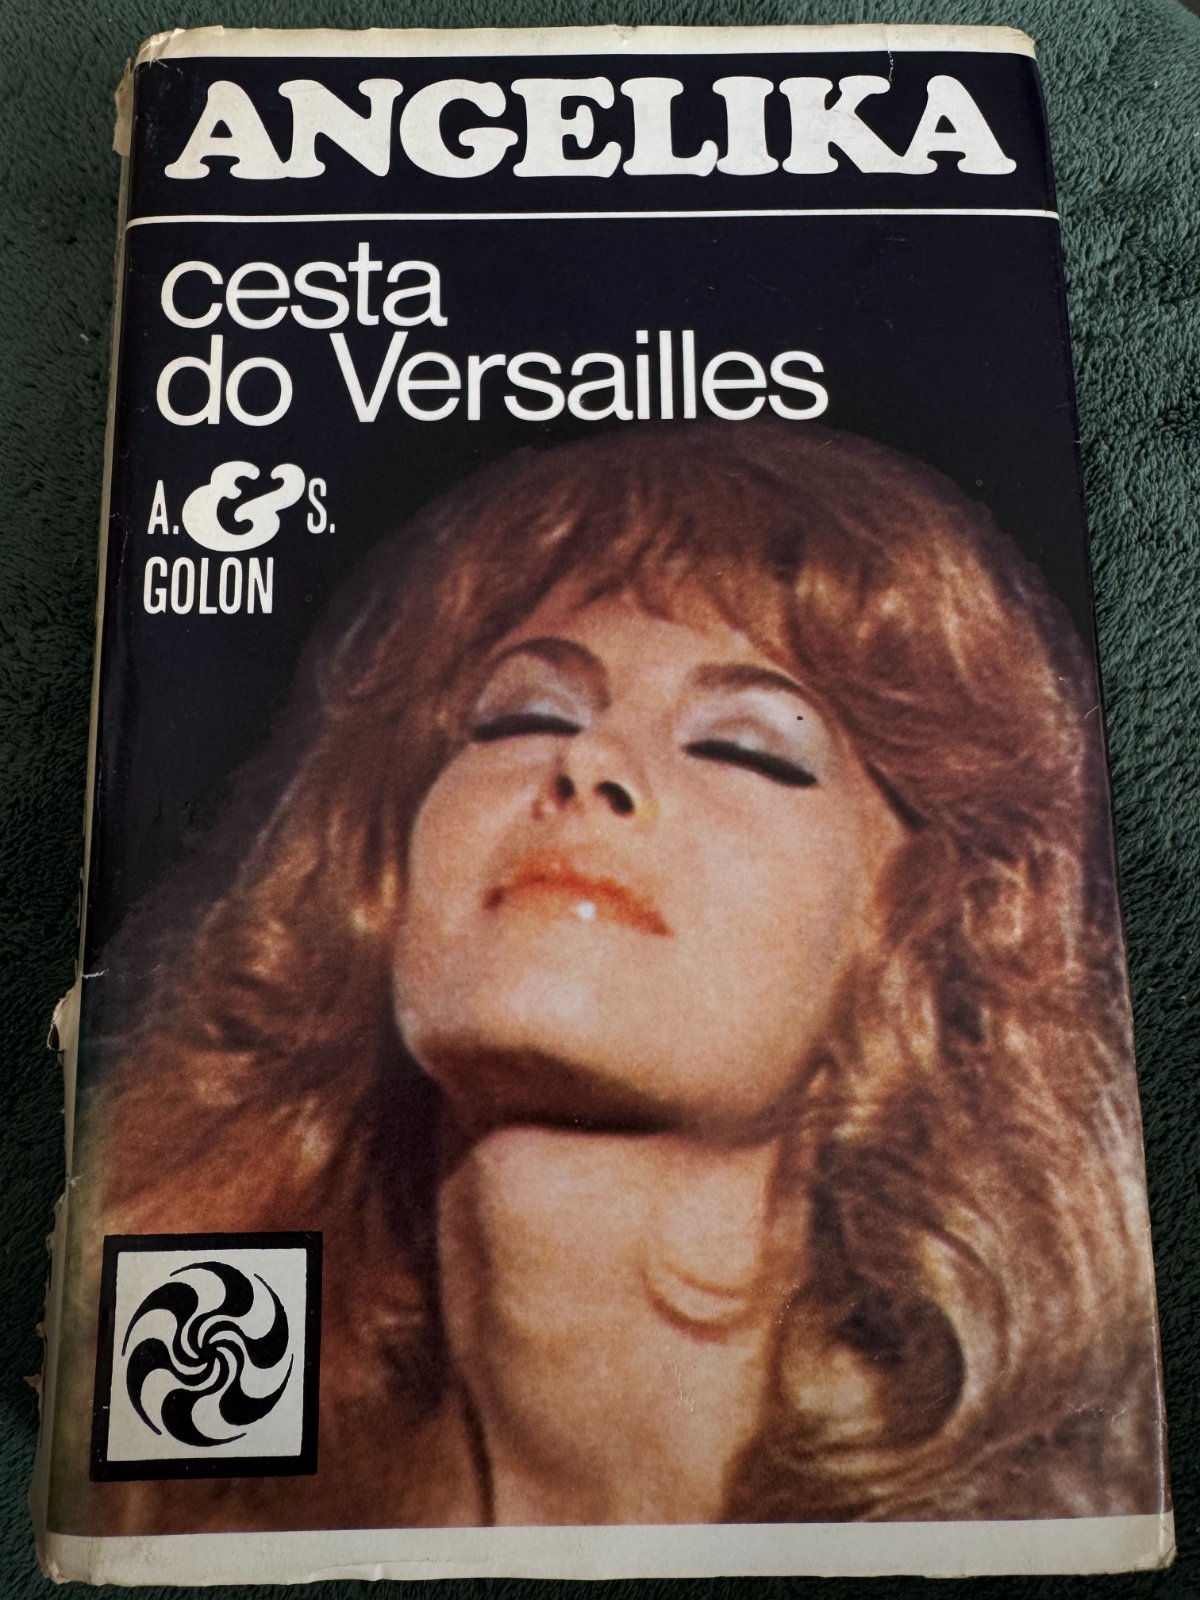 ANGELIKA
cesta
do Versailles
A. & S.
GOLON